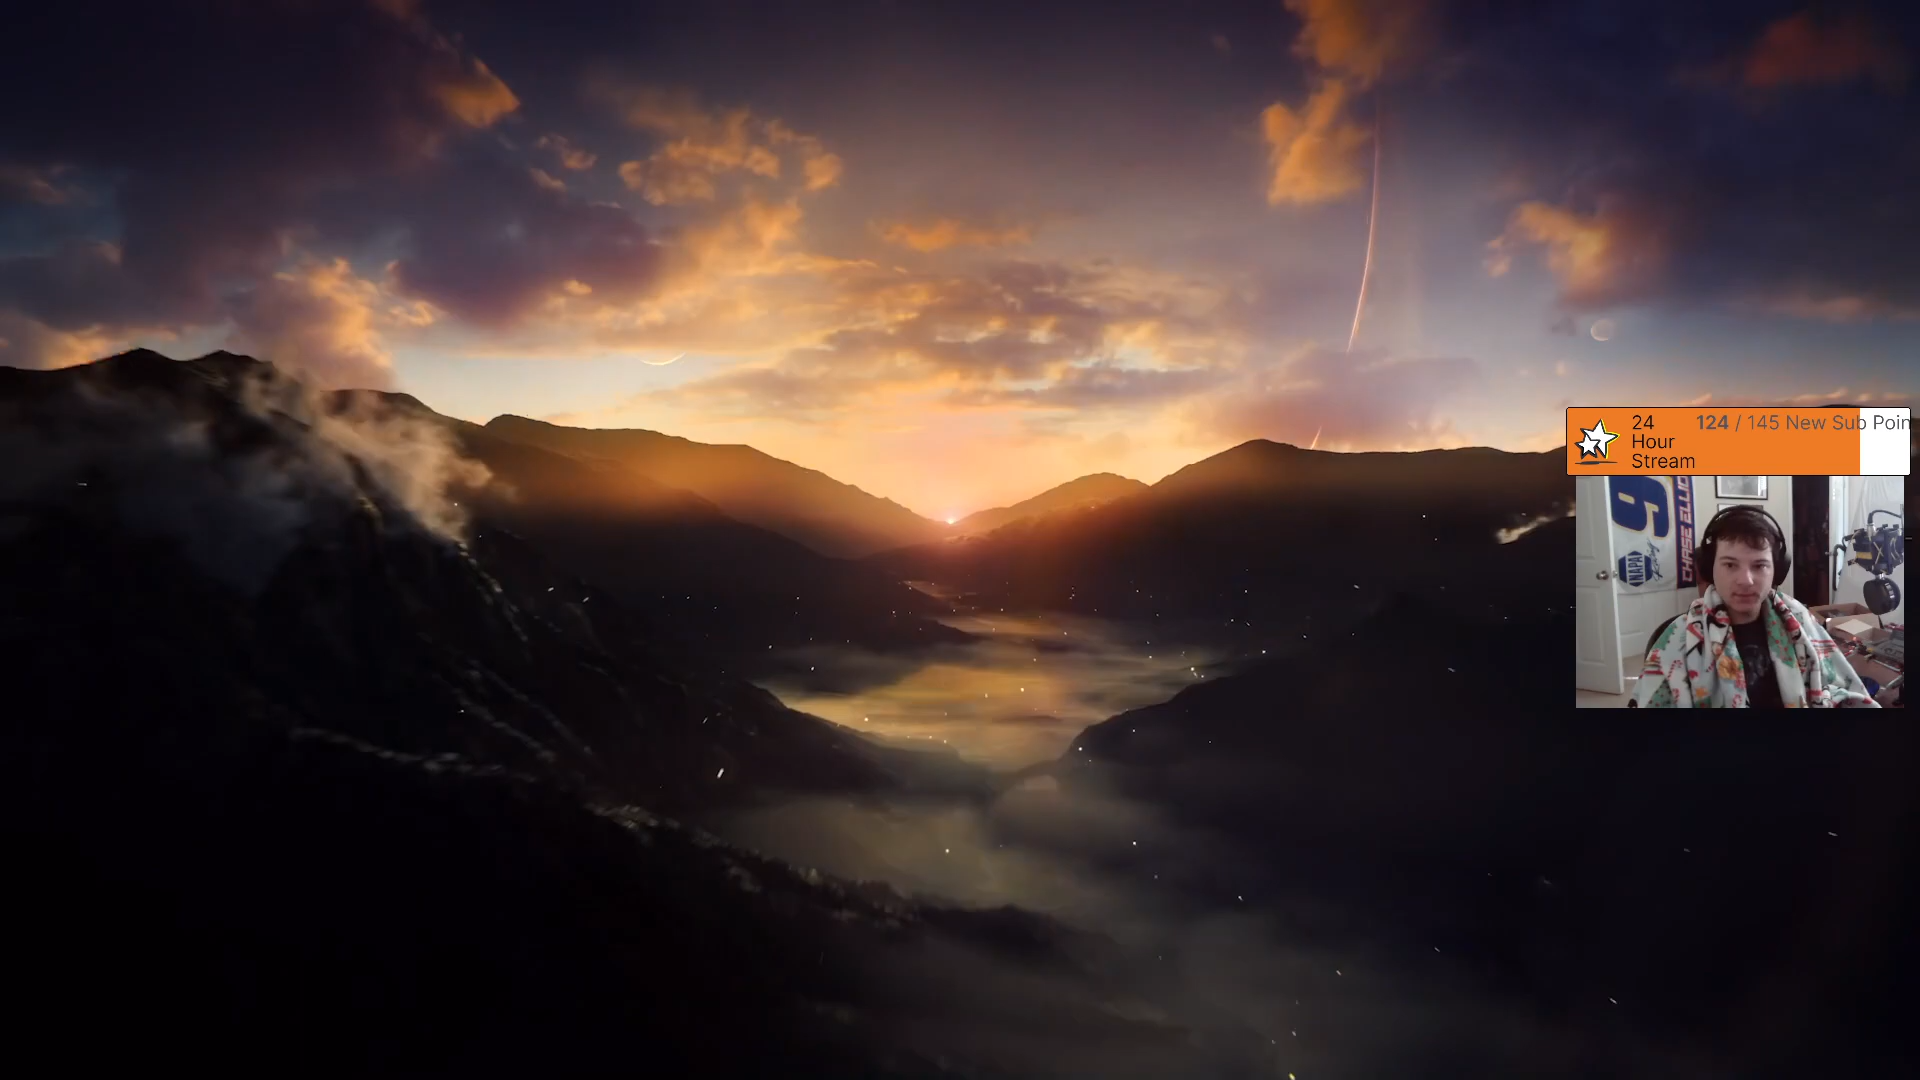 24
Hour
Stream
124 / 145 New Sub Poin
9
CHASE ELLIO
NAPA